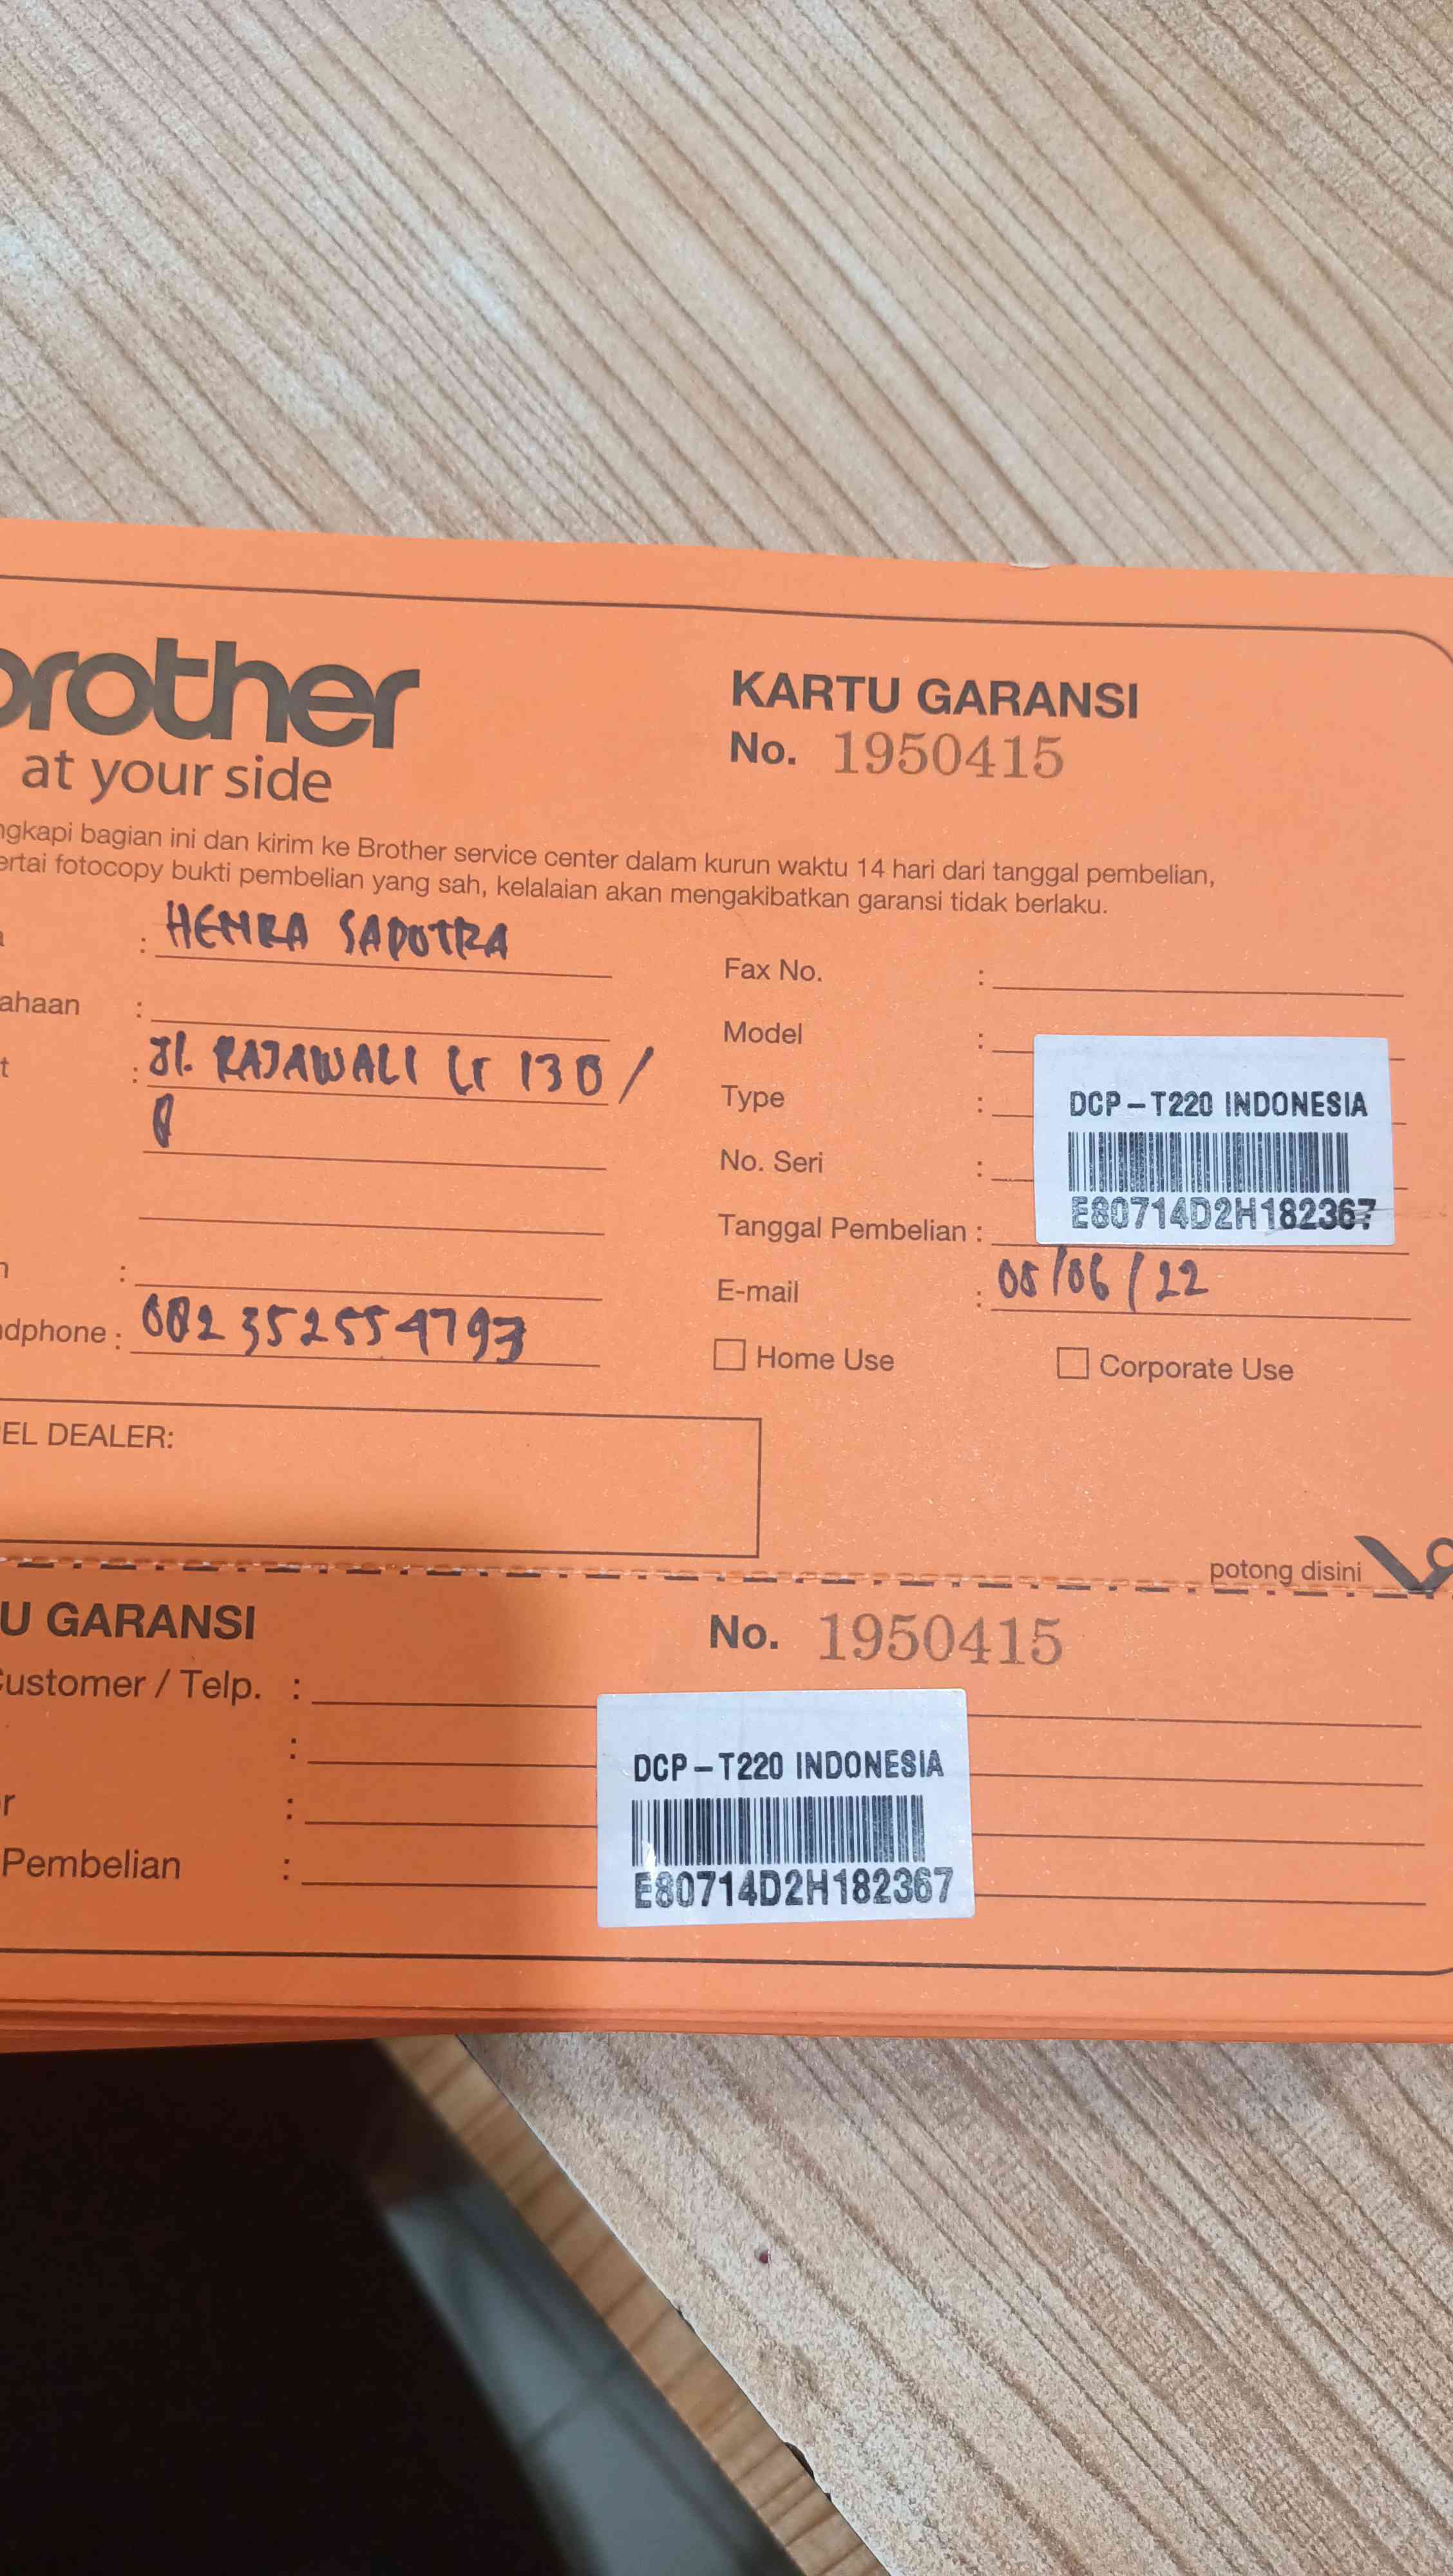 brother
at your side
KARTU GARANSI
No. 1950415
ngkapi bagian ini dan kirim ke Brother service center dalam kurun waktu 14 hari dari tanggal pembelian,
ertai fotocopy bukti pembelian yang sah, kelalaian akan mengakibatkan garansi tidak berlaku.
: HENRA SAPUTRA
Fax No. :
ahaan :
Model :
t : Jl. RAJAWALI Lr 13B /
Type :
DCP-T220 INDONESIA
No. Seri :
E80714D2H182367
Tanggal Pembelian :
n :
E-mail : 05/06/22
dphone : 082352554793
Home Use
Corporate Use
EL DEALER:
potong disini
U GARANSI
No. 1950415
Customer / Telp. :
:
DCP-T220 INDONESIA
r :
E80714D2H182367
Pembelian :